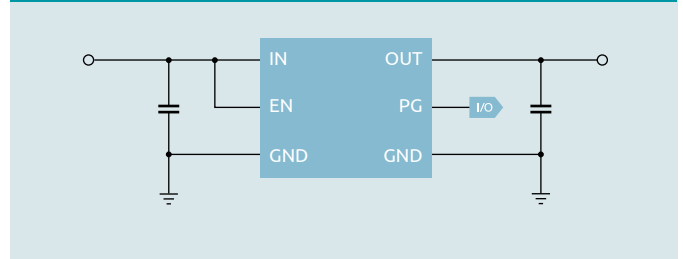 IN OUT
EN PG I/O
GND GND